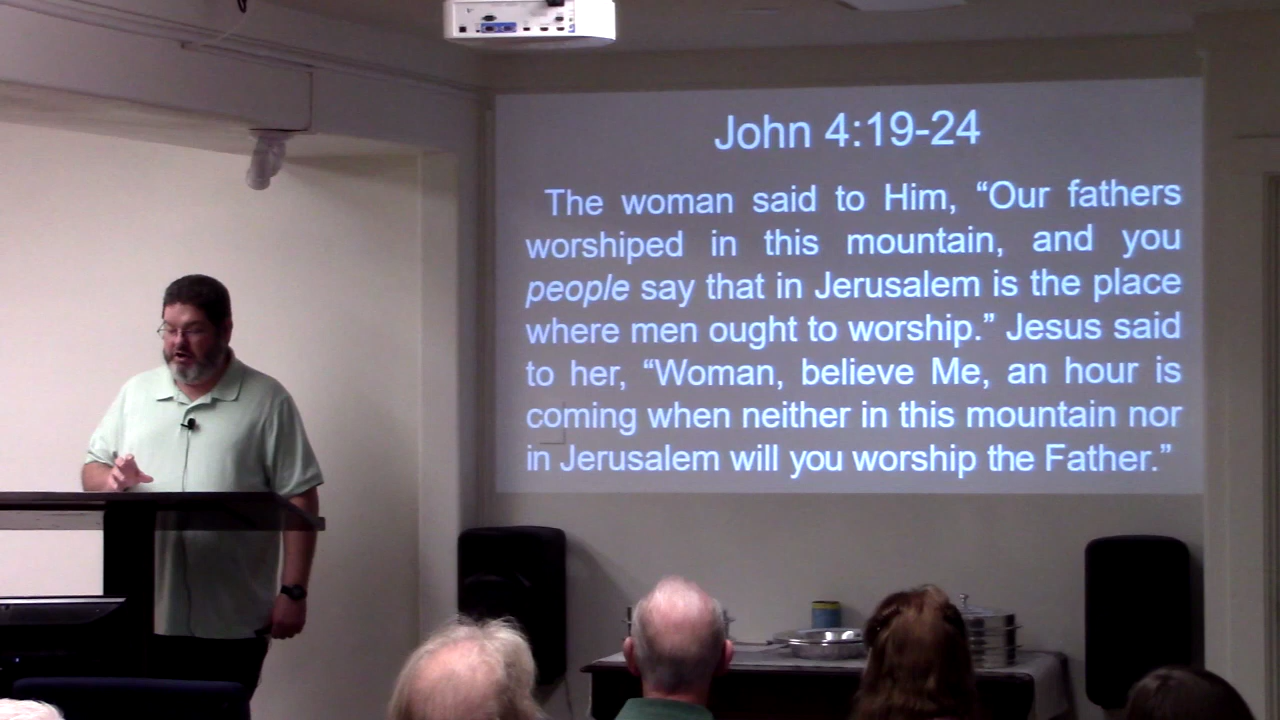 John 4:19-24
The woman said to Him, “Our fathers
worshiped in this mountain, and you
people say that in Jerusalem is the place
where men ought to worship.” Jesus said
to her, “Woman, believe Me, an hour is
coming when neither in this mountain nor
in Jerusalem will you worship the Father.”